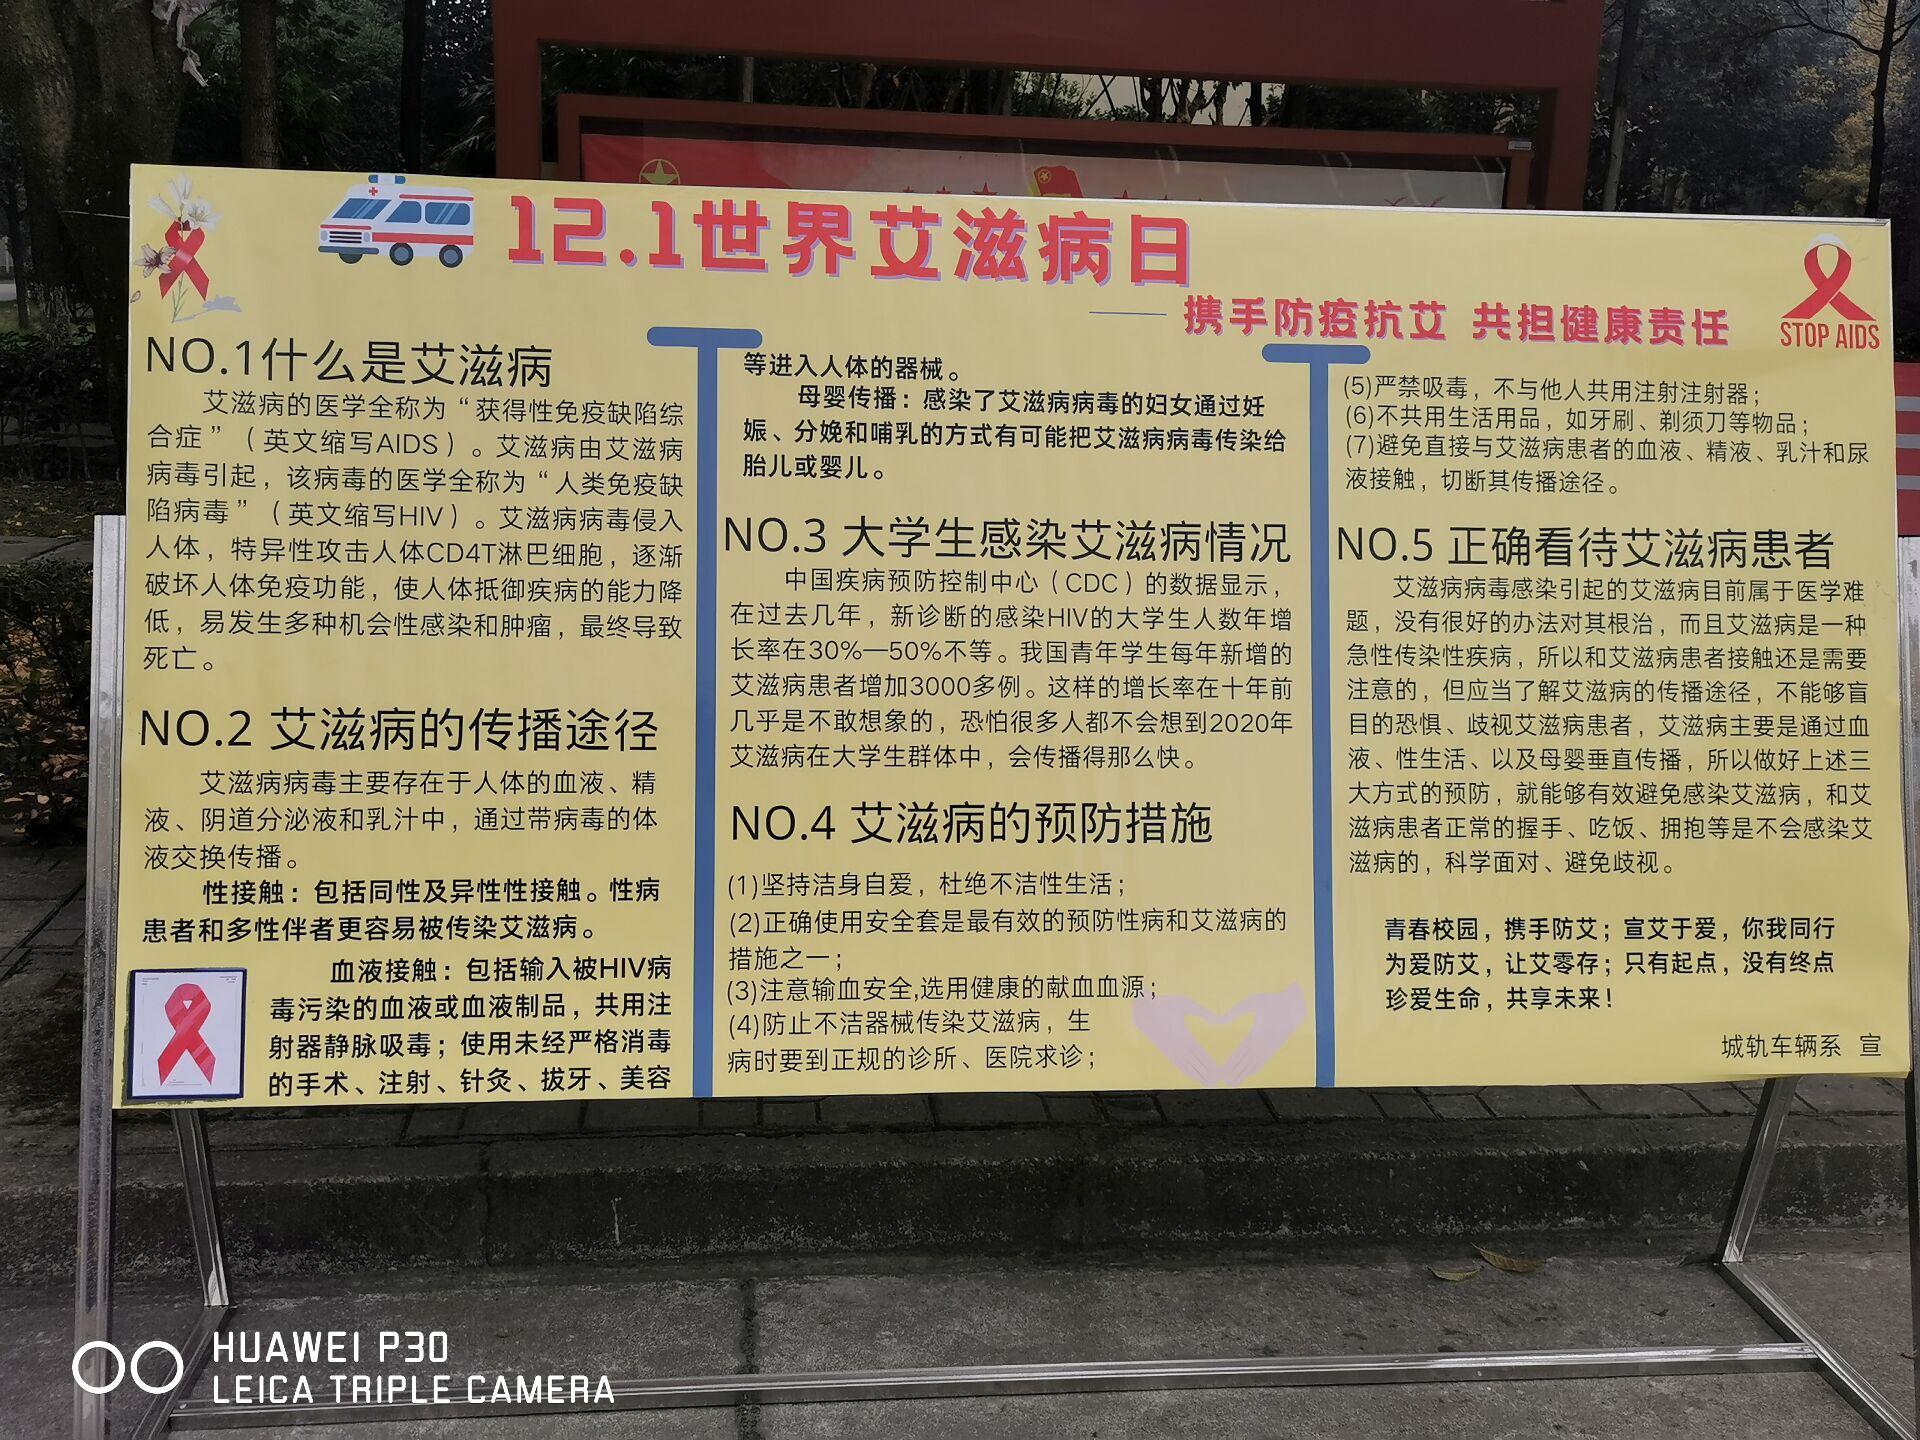 12.1世界艾滋病日
携手防疫抗艾 共担健康责任
STOP AIDS
NO.1什么是艾滋病
艾滋病的医学全称为“获得性免疫缺陷综
合症”（英文缩写AIDS）。艾滋病由艾滋病
病毒引起，该病毒的医学全称为“人类免疫缺
陷病毒”（英文缩写HIV）。艾滋病病毒侵入
人体，特异性攻击人体CD4T淋巴细胞，逐渐
破坏人体免疫功能，使人体抵御疾病的能力降
低，易发生多种机会性感染和肿瘤，最终导致
死亡。
NO.2 艾滋病的传播途径
艾滋病病毒主要存在于人体的血液、精
液、阴道分泌液和乳汁中，通过带病毒的体
液交换传播。
性接触：包括同性及异性性接触。性病
患者和多性伴者更容易被传染艾滋病。
血液接触：包括输入被HIV病
毒污染的血液或血液制品，共用注
射器静脉吸毒；使用未经严格消毒
的手术、注射、针灸、拔牙、美容
等进入人体的器械。
母婴传播：感染了艾滋病病毒的妇女通过妊
娠、分娩和哺乳的方式有可能把艾滋病病毒传染给
胎儿或婴儿。
NO.3 大学生感染艾滋病情况
中国疾病预防控制中心（CDC）的数据显示，
在过去几年，新诊断的感染HIV的大学生人数年增
长率在30%—50%不等。我国青年学生每年新增的
艾滋病患者增加3000多例。这样的增长率在十年前
几乎是不敢想象的，恐怕很多人都不会想到2020年
艾滋病在大学生群体中，会传播得那么快。
NO.4 艾滋病的预防措施
(1)坚持洁身自爱，杜绝不洁性生活；
(2)正确使用安全套是最有效的预防性病和艾滋病的
措施之一；
(3)注意输血安全,选用健康的献血血源；
(4)防止不洁器械传染艾滋病，生
病时要到正规的诊所、医院求诊；
(5)严禁吸毒，不与他人共用注射注射器；
(6)不共用生活用品，如牙刷、剃须刀等物品；
(7)避免直接与艾滋病患者的血液、精液、乳汁和尿
液接触，切断其传播途径。
NO.5 正确看待艾滋病患者
艾滋病病毒感染引起的艾滋病目前属于医学难
题，没有很好的办法对其根治，而且艾滋病是一种
急性传染性疾病，所以和艾滋病患者接触还是需要
注意的，但应当了解艾滋病的传播途径，不能够盲
目的恐惧、歧视艾滋病患者，艾滋病主要是通过血
液、性生活、以及母婴垂直传播，所以做好上述三
大方式的预防，就能够有效避免感染艾滋病，和艾
滋病患者正常的握手、吃饭、拥抱等是不会感染艾
滋病的，科学面对、避免歧视。
青春校园，携手防艾；宣艾于爱，你我同行
为爱防艾，让艾零存；只有起点，没有终点
珍爱生命，共享未来！
城轨车辆系 宣
HUAWEI P30
LEICA TRIPLE CAMERA